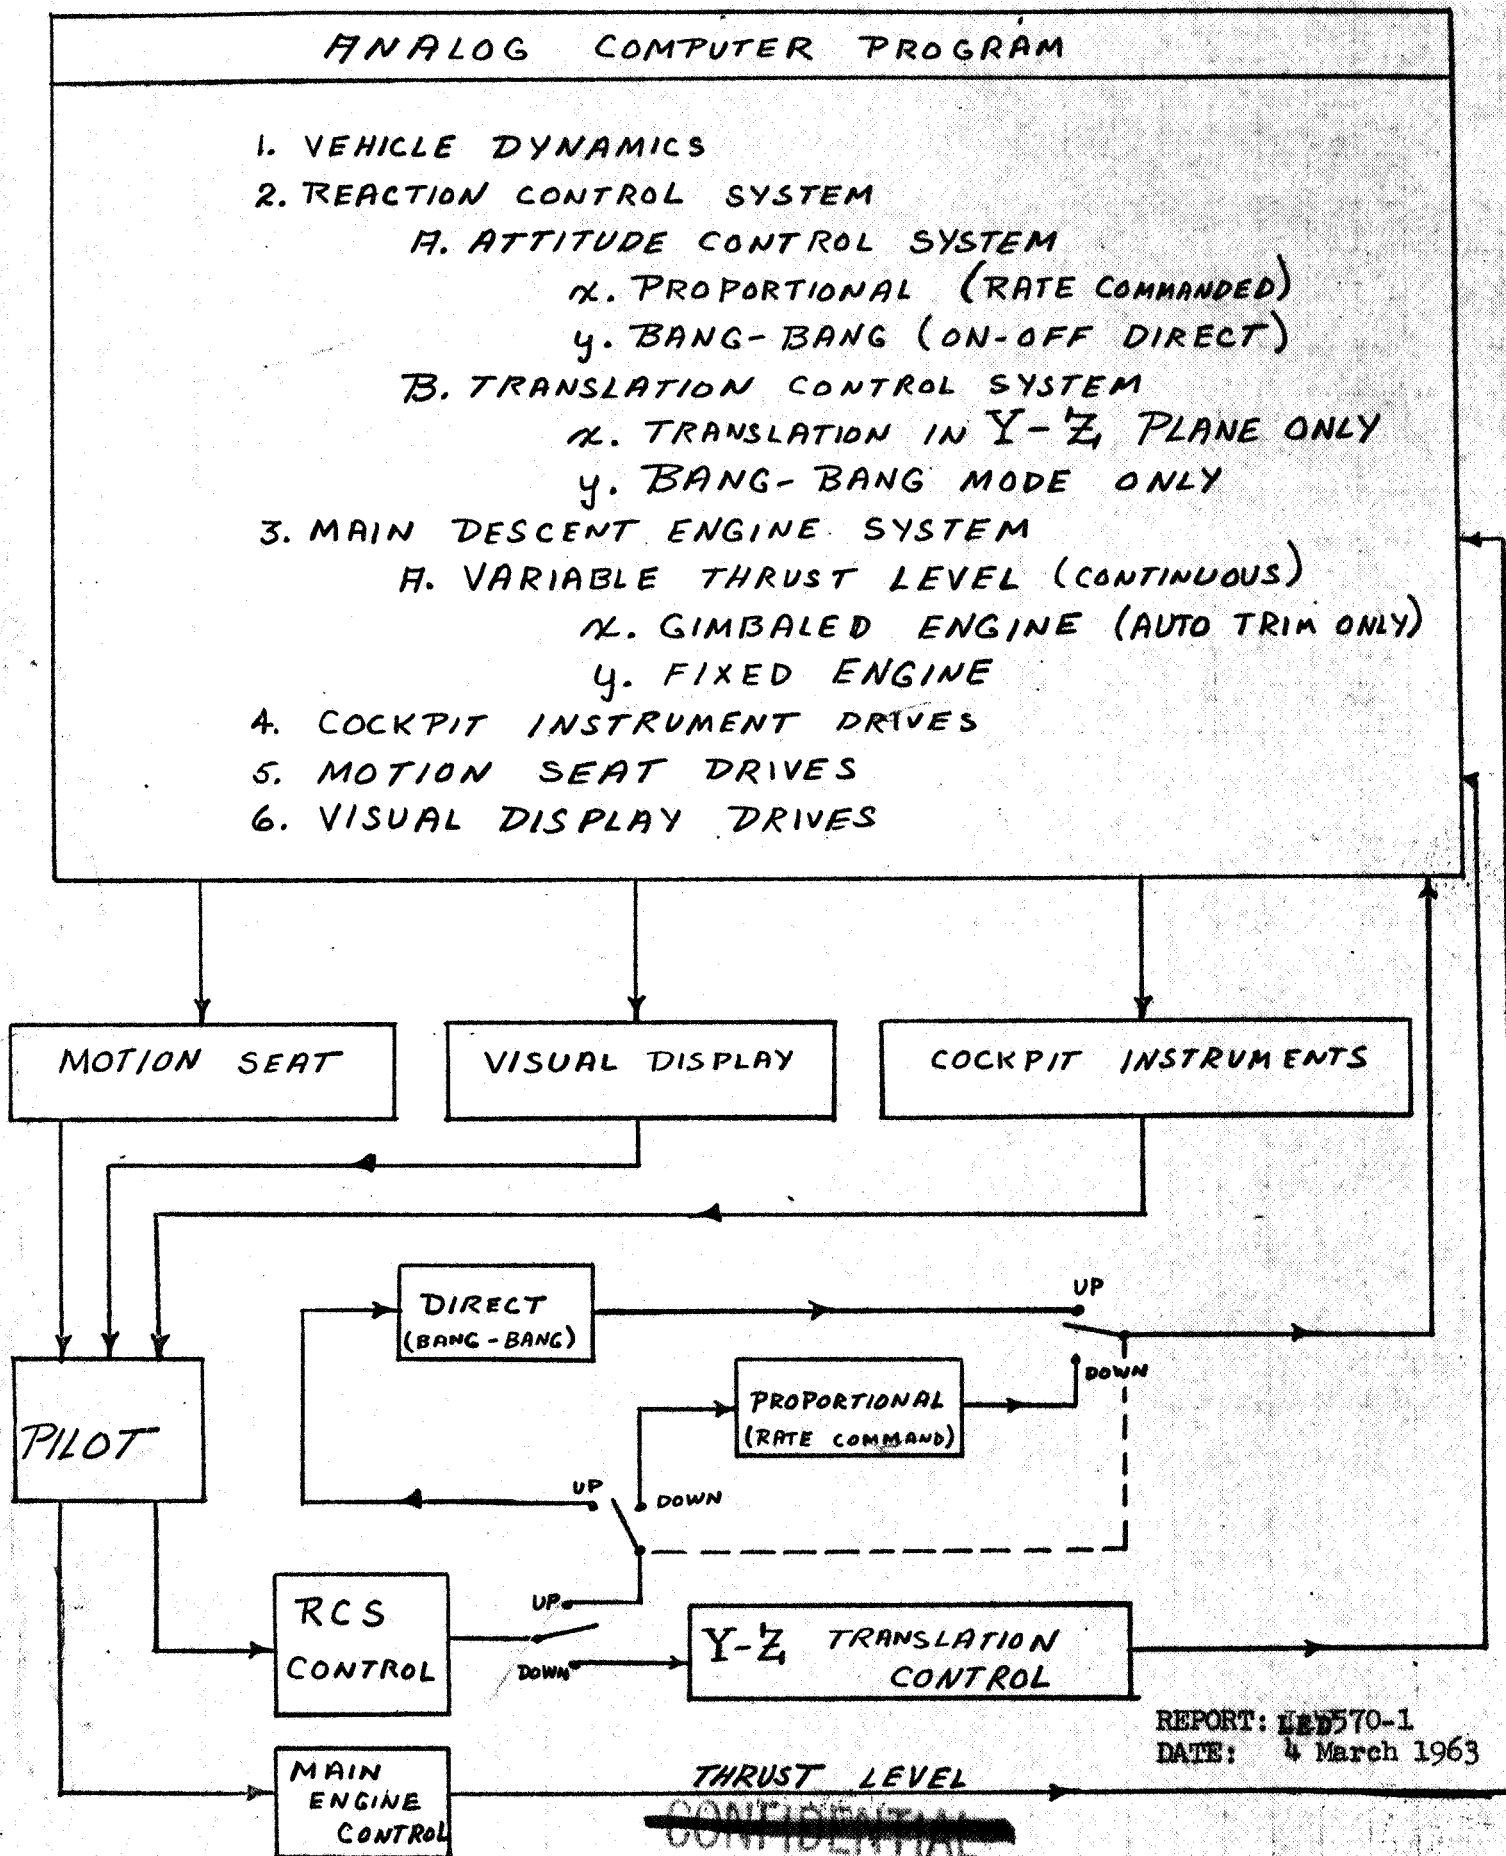 ANALOG COMPUTER PROGRAM
1. VEHICLE DYNAMICS
2. REACTION CONTROL SYSTEM
A. ATTITUDE CONTROL SYSTEM
x. PROPORTIONAL (RATE COMMANDED)
y. BANG-BANG (ON-OFF DIRECT)
B. TRANSLATION CONTROL SYSTEM
x. TRANSLATION IN Y-Z PLANE ONLY
y. BANG-BANG MODE ONLY
3. MAIN DESCENT ENGINE SYSTEM
A. VARIABLE THRUST LEVEL (CONTINUOUS)
x. GIMBALED ENGINE (AUTO TRIM ONLY)
y. FIXED ENGINE
4. COCKPIT INSTRUMENT DRIVES
5. MOTION SEAT DRIVES
6. VISUAL DISPLAY DRIVES
MOTION SEAT
VISUAL DISPLAY
COCKPIT INSTRUMENTS
DIRECT
(BANG-BANG)
UP
DOWN
PROPORTIONAL
(RATE COMMAND)
PILOT
UP
DOWN
RCS
CONTROL
UP
DOWN
Y-Z TRANSLATION
CONTROL
REPORT: LED570-1
DATE: 4 March 1963
MAIN
ENGINE
CONTROL
THRUST LEVEL
CONFIDENTIAL